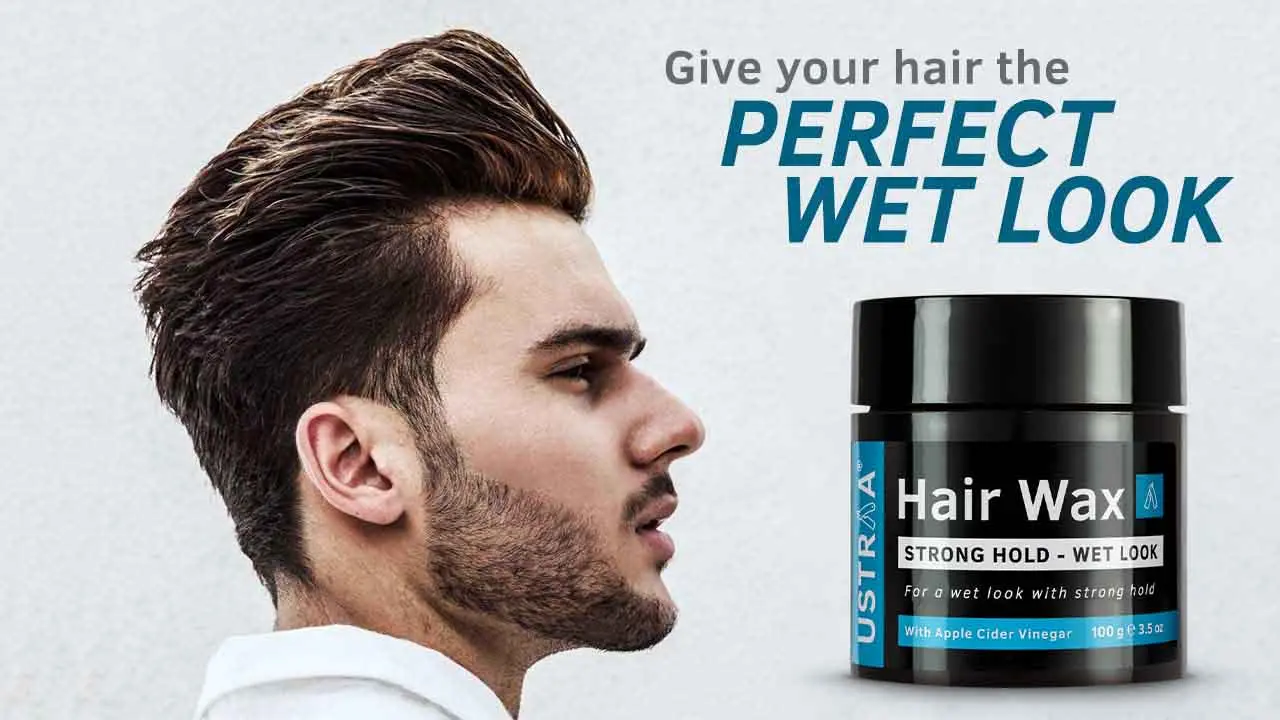 Give your hair the
PERFECT
WET LOOK
USTRAA®
Hair Wax
STRONG HOLD - WET LOOK
For a wet look with strong hold
With Apple Cider Vinegar 100 g ℮ 3.5 oz